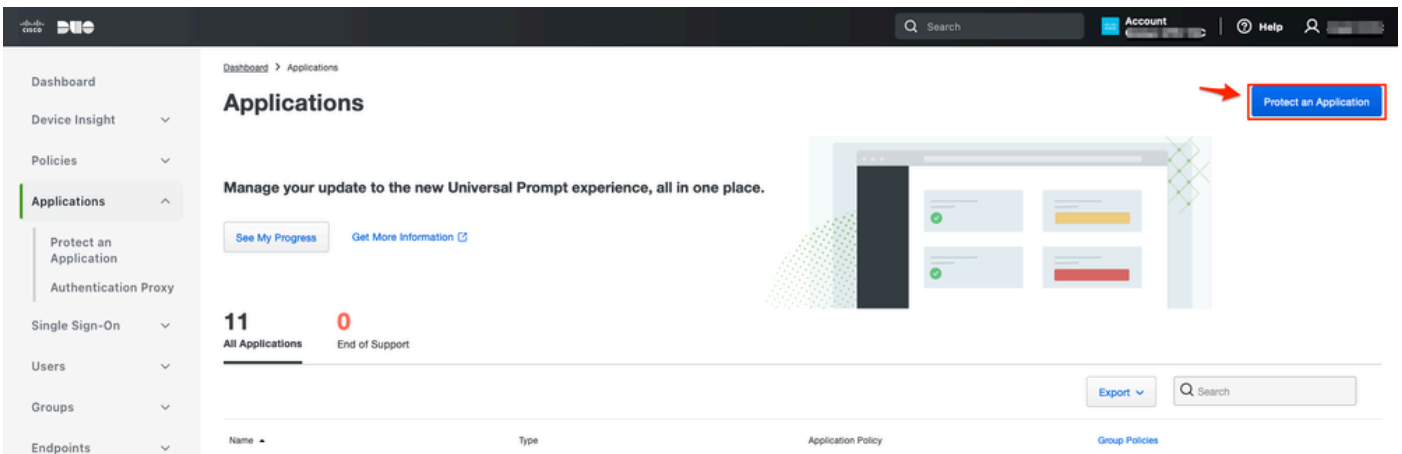 CISCO DUO
Search
Account
Help
Dashboard
Device Insight
Policies
Applications
Protect an
Application
Authentication Proxy
Single Sign-On
Users
Groups
Endpoints
Dashboard > Applications
Applications
Protect an Application
Manage your update to the new Universal Prompt experience, all in one place.
See My Progress
Get More Information
11
All Applications
0
End of Support
Export
Search
Name
Type
Application Policy
Group Policies